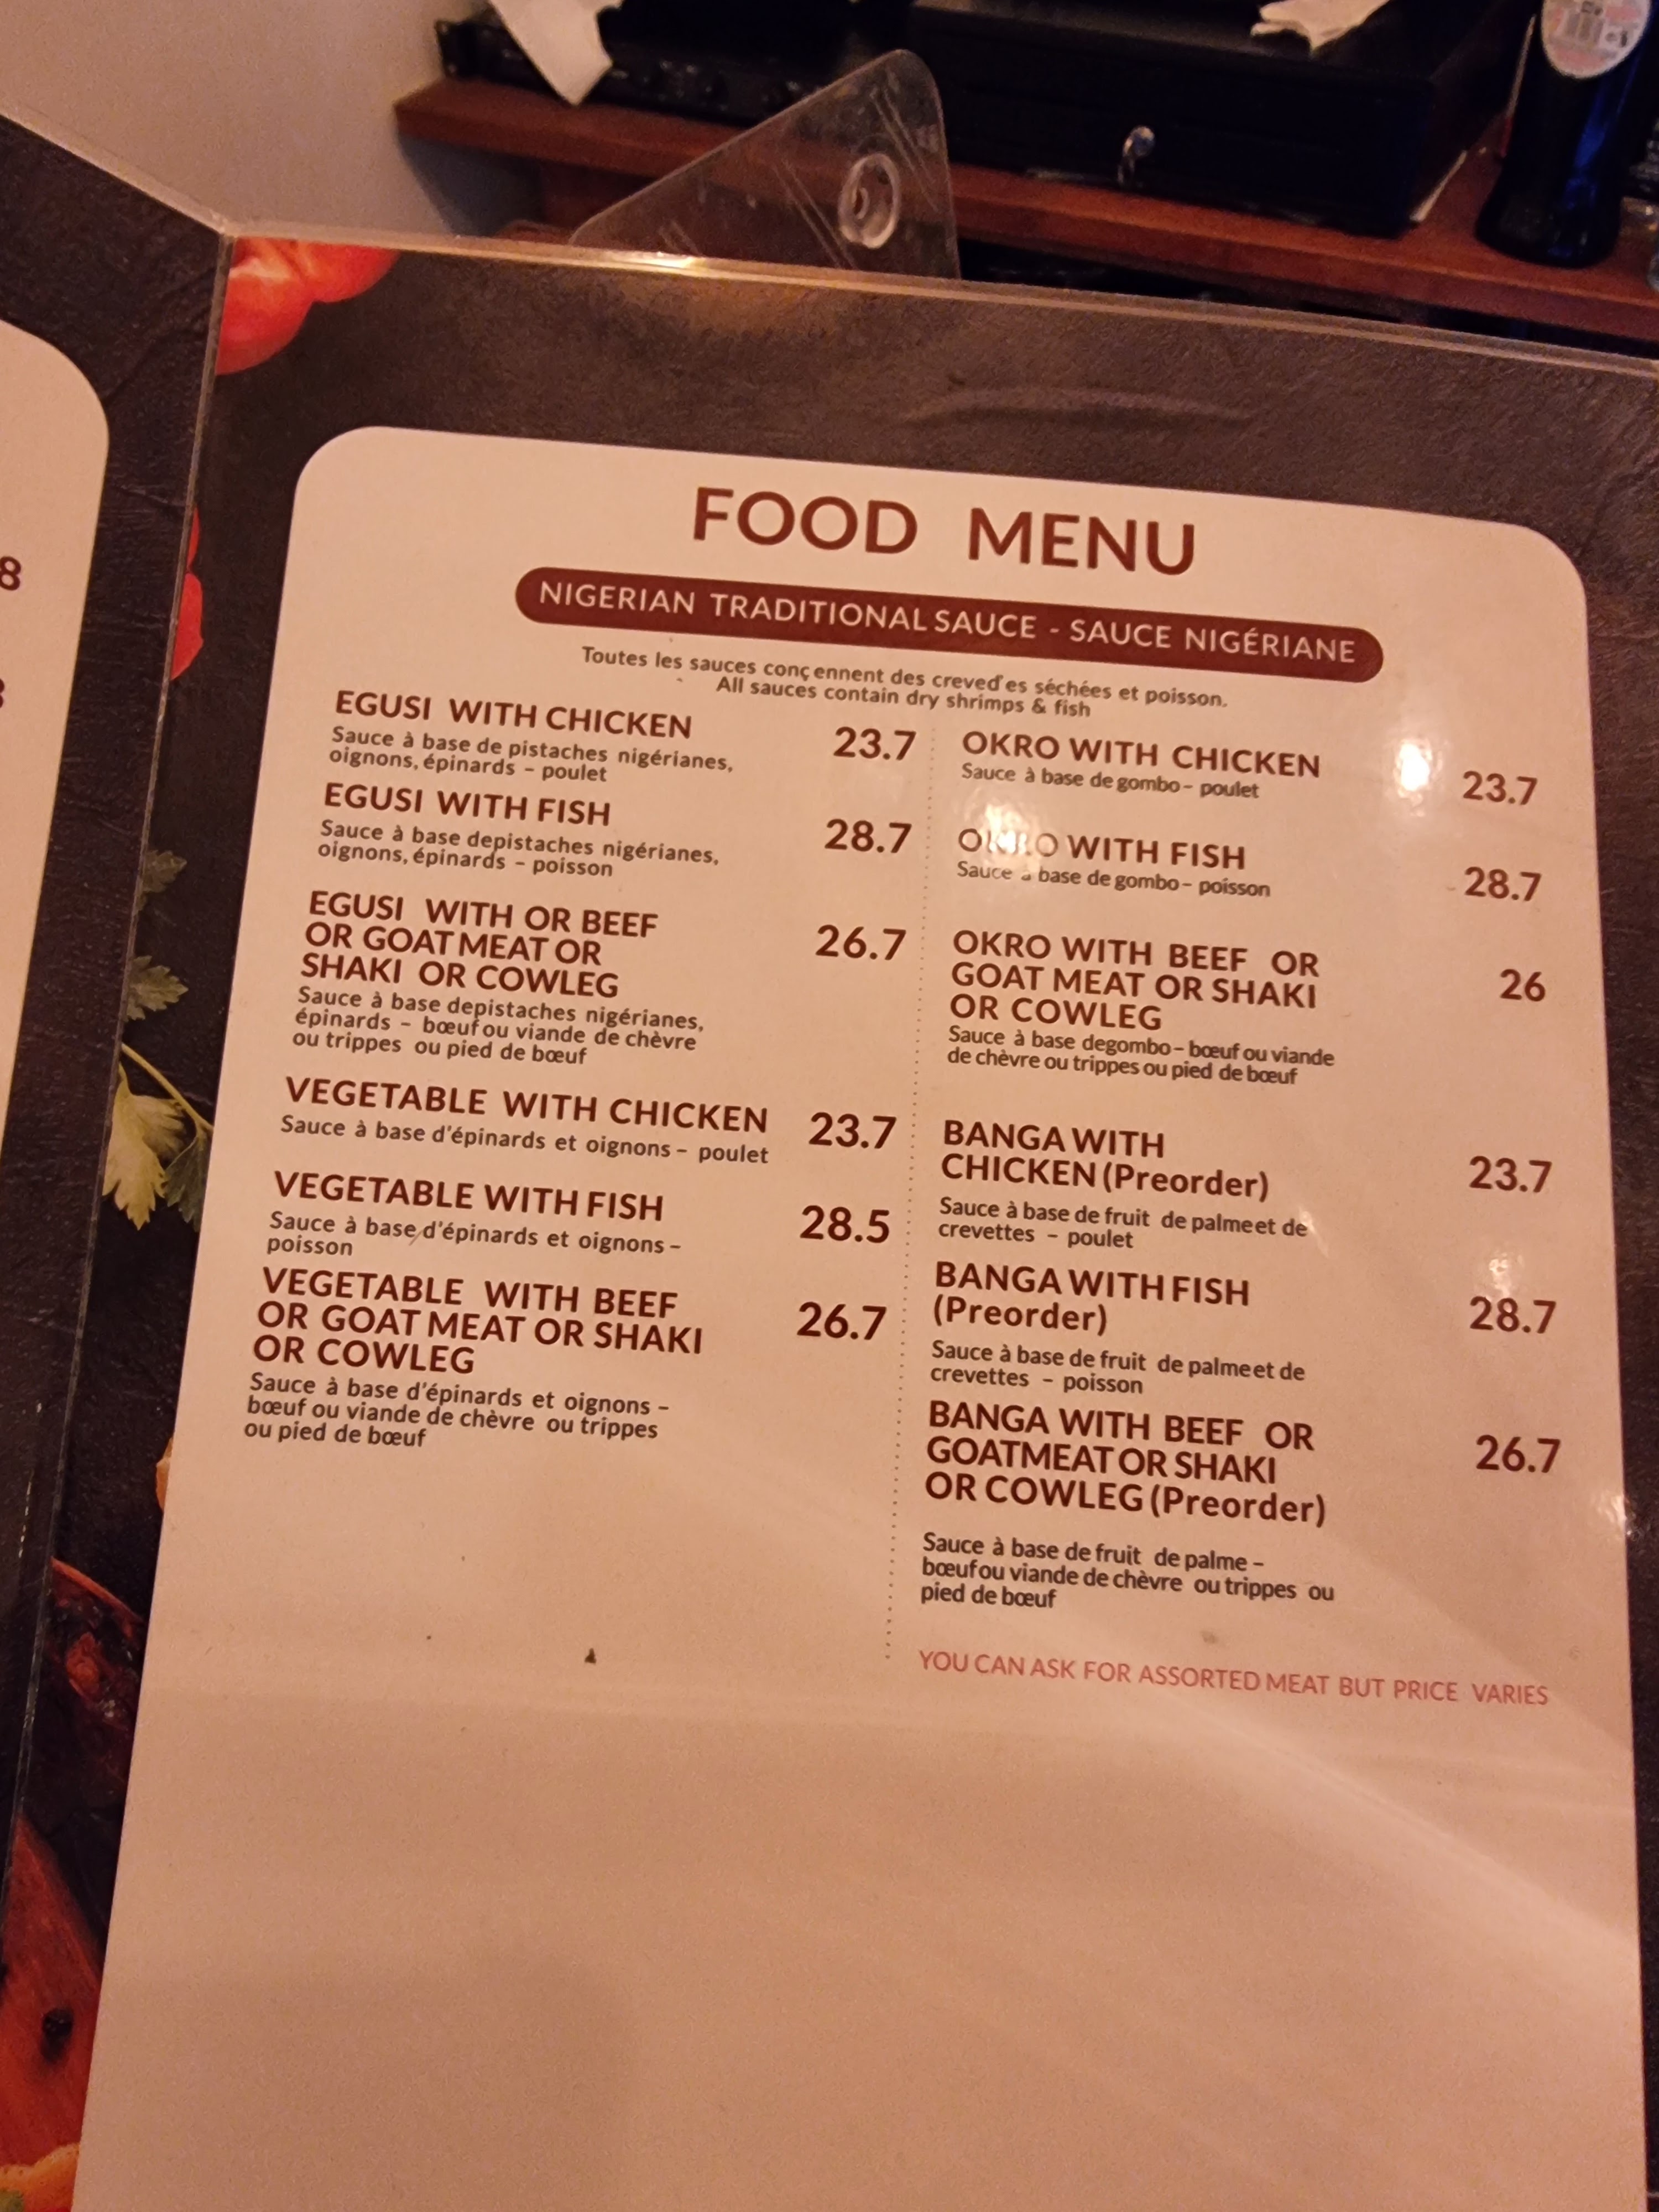 8
FOOD MENU
NIGERIAN TRADITIONAL SAUCE - SAUCE NIGÉRIANE
Toutes les sauces conçennent des creved'es séchées et poisson.
All sauces contain dry shrimps & fish
EGUSI WITH CHICKEN 23.7
Sauce à base de pistaches nigérianes,
oignons, épinards - poulet
EGUSI WITH FISH 28.7
Sauce à base depistaches nigérianes,
oignons, épinards - poisson
EGUSI WITH OR BEEF 26.7
OR GOAT MEAT OR
SHAKI OR COWLEG
Sauce à base depistaches nigérianes,
épinards - bœuf ou viande de chèvre
ou trippes ou pied de bœuf
VEGETABLE WITH CHICKEN 23.7
Sauce à base d'épinards et oignons - poulet
VEGETABLE WITH FISH 28.5
Sauce à base d'épinards et oignons -
poisson
VEGETABLE WITH BEEF 26.7
OR GOAT MEAT OR SHAKI
OR COWLEG
Sauce à base d'épinards et oignons -
bœuf ou viande de chèvre ou trippes
ou pied de bœuf
OKRO WITH CHICKEN 23.7
Sauce à base de gombo - poulet
OKRO WITH FISH 28.7
Sauce à base de gombo - poisson
OKRO WITH BEEF OR 26
GOAT MEAT OR SHAKI
OR COWLEG
Sauce à base degombo - bœuf ou viande
de chèvre ou trippes ou pied de bœuf
BANGA WITH
CHICKEN (Preorder) 23.7
Sauce à base de fruit de palmeet de
crevettes - poulet
BANGA WITH FISH
(Preorder) 28.7
Sauce à base de fruit de palmeet de
crevettes - poisson
BANGA WITH BEEF OR
GOATMEAT OR SHAKI 26.7
OR COWLEG (Preorder)
Sauce à base de fruit de palme -
bœufou viande de chèvre ou trippes ou
pied de bœuf
YOU CAN ASK FOR ASSORTED MEAT BUT PRICE VARIES